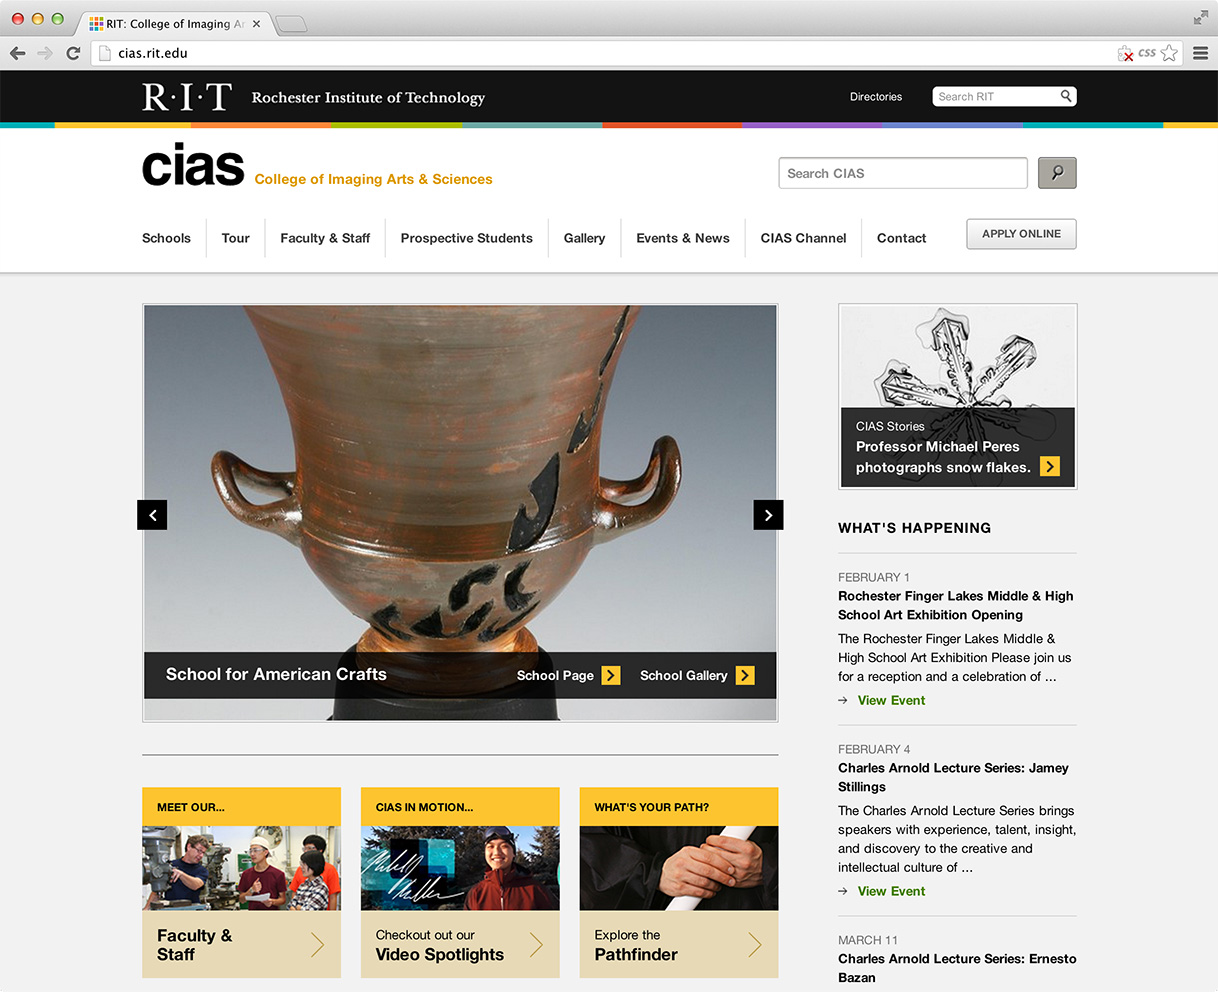 RIT: College of Imaging Ar
cias.rit.edu
CSS
R·I·T Rochester Institute of Technology
Directories
Search RIT
cias College of Imaging Arts & Sciences
Search CIAS
Schools
Tour
Faculty & Staff
Prospective Students
Gallery
Events & News
CIAS Channel
Contact
APPLY ONLINE
School for American Crafts
School Page
School Gallery
CIAS Stories
Professor Michael Peres
photographs snow flakes.
WHAT'S HAPPENING
FEBRUARY 1
Rochester Finger Lakes Middle & High
School Art Exhibition Opening
The Rochester Finger Lakes Middle &
High School Art Exhibition Please join us
for a reception and a celebration of ...
View Event
FEBRUARY 4
Charles Arnold Lecture Series: Jamey
Stillings
The Charles Arnold Lecture Series brings
speakers with experience, talent, insight,
and discovery to the creative and
intellectual culture of ...
View Event
MARCH 11
Charles Arnold Lecture Series: Ernesto
Bazan
MEET OUR...
Faculty &
Staff
CIAS IN MOTION...
Checkout out our
Video Spotlights
WHAT'S YOUR PATH?
Explore the
Pathfinder